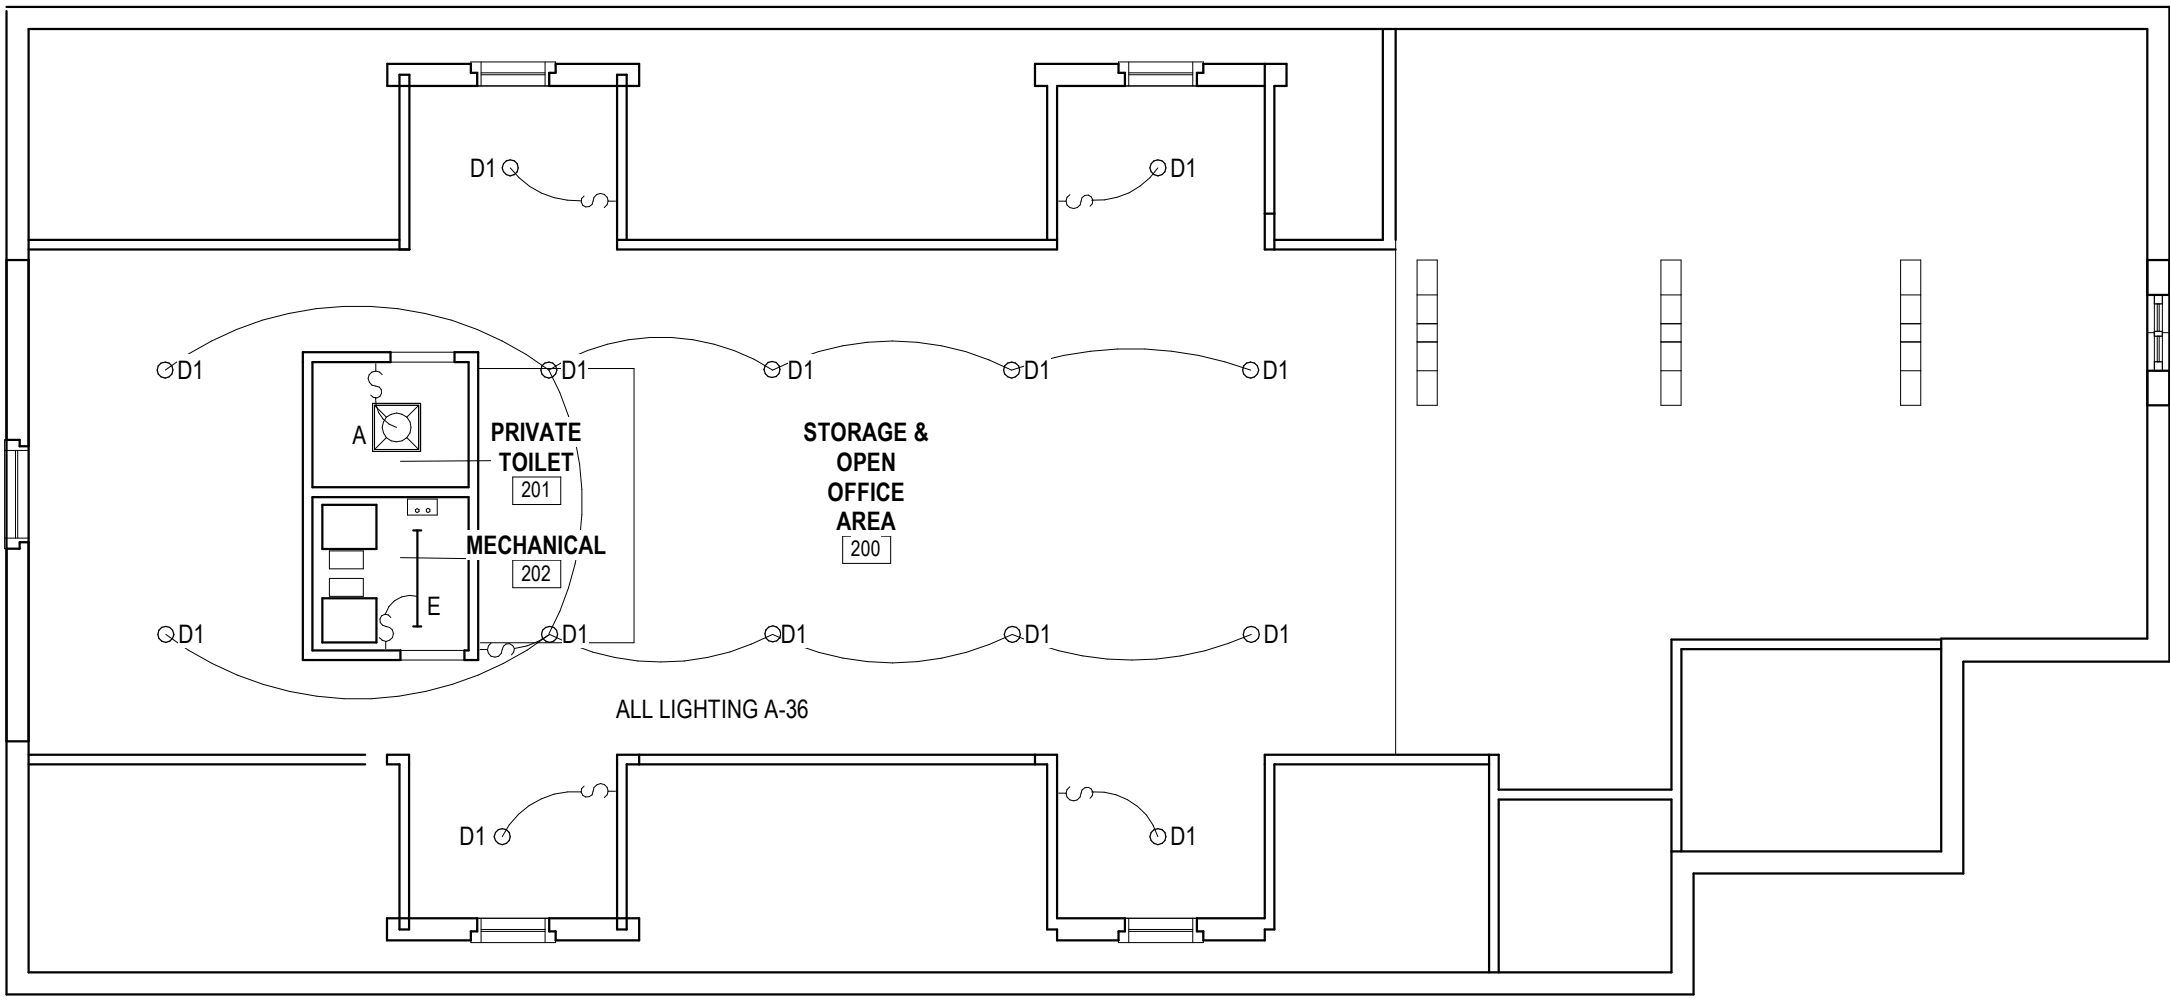 D1
D1
D1
D1
D1
D1
D1
A
PRIVATE
TOILET
201
STORAGE &
OPEN
OFFICE
AREA
200
MECHANICAL
202
E
D1
D1
D1
D1
D1
ALL LIGHTING A-36
D1
D1
S
S
S
S
S
S
S